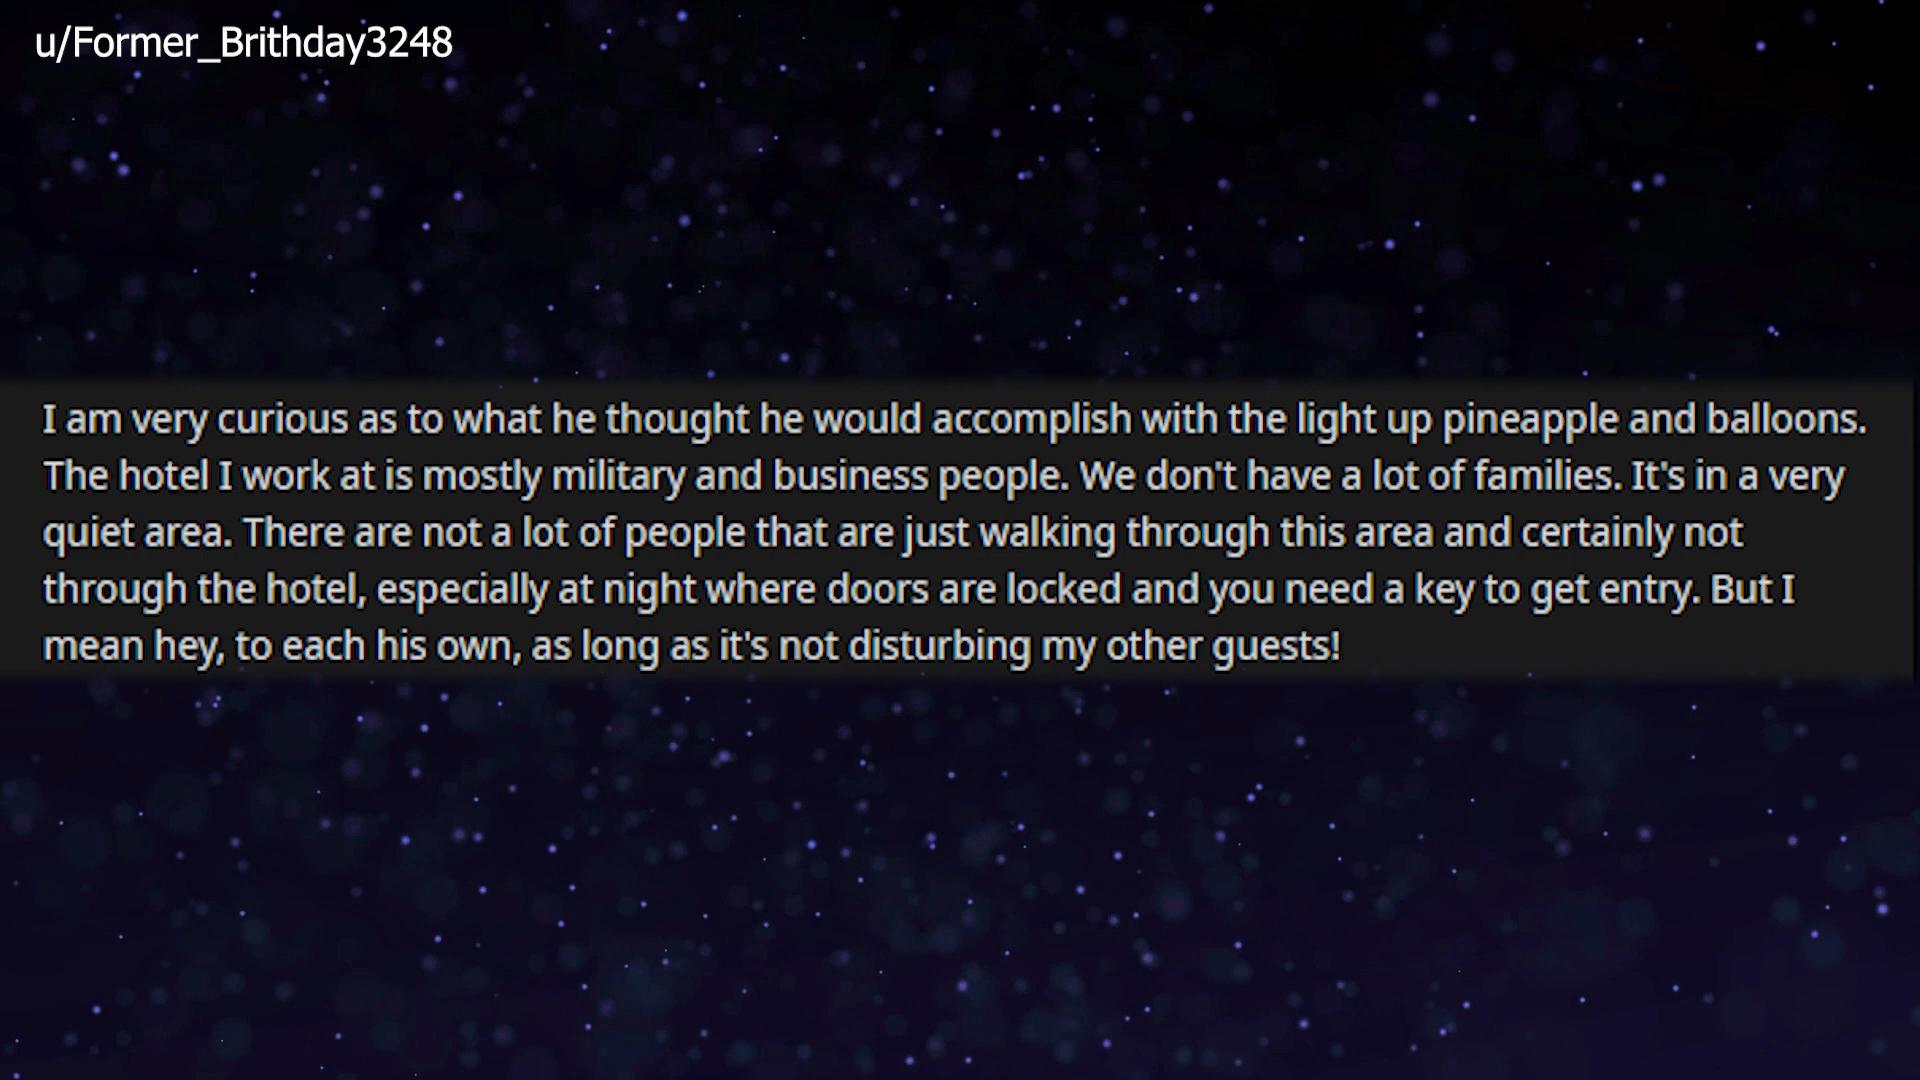 u/Former_Brithday3248
I am very curious as to what he thought he would accomplish with the light up pineapple and balloons.
The hotel I work at is mostly military and business people. We don't have a lot of families. It's in a very
quiet area. There are not a lot of people that are just walking through this area and certainly not
through the hotel, especially at night where doors are locked and you need a key to get entry. But I
mean hey, to each his own, as long as it's not disturbing my other guests!